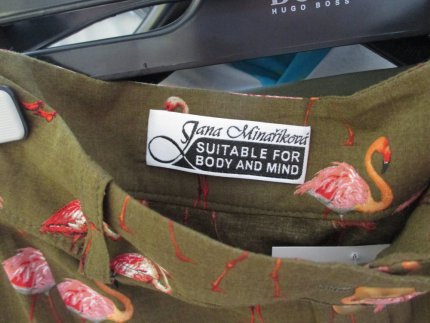 HUGO BOSS
Jana Minaříková
SUITABLE FOR
BODY AND MIND